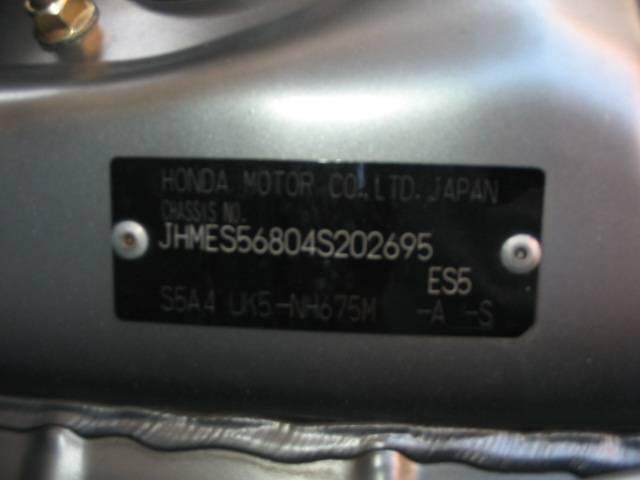 HONDA MOTOR CO.,LTD. JAPAN
CHASSIS NO.
JHMES56804S202695
ES5
S5A4 UK5-NH675M -A -S